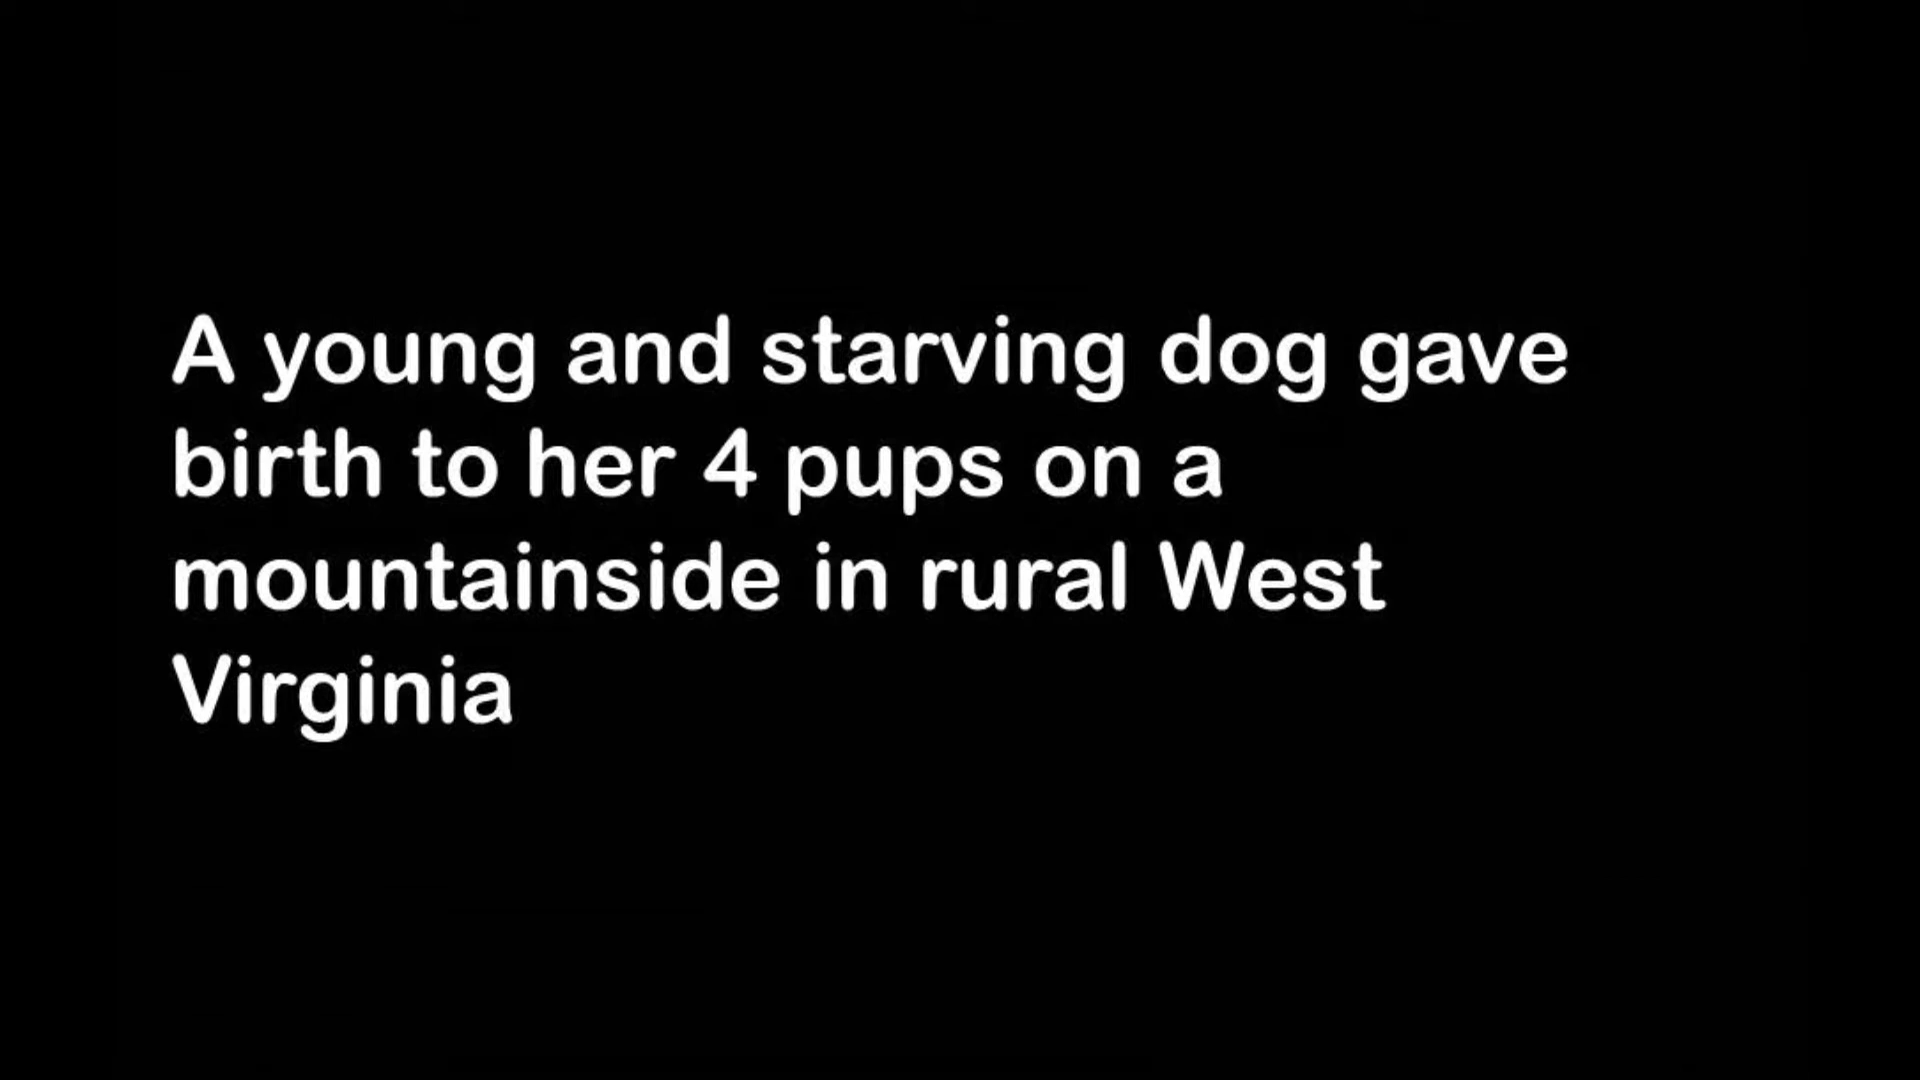 A young and starving dog gave
birth to her 4 pups on a
mountainside in rural West
Virginia